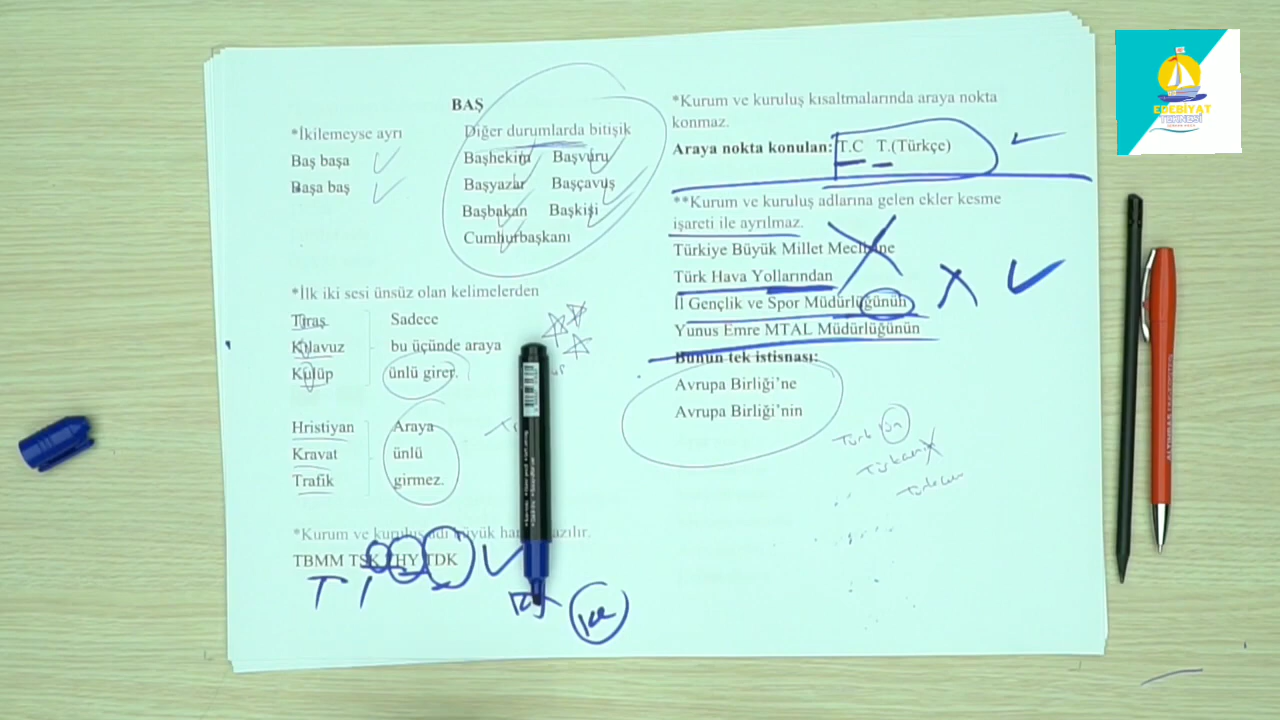 BAŞ
*İkilemeyse ayrı
Baş başa
Başa baş
Diğer durumlarda bitişik
Başhekim Başvuru
Başyazar Başçavuş
Başbakan Başkişi
Cumhurbaşkanı
*İlk iki sesi ünsüz olan kelimelerden
Tıraş Sadece
Kılavuz bu üçünde araya
Kulüp ünlü girer.
Hristiyan Araya
Kravat ünlü
Trafik girmez.
*Kurum ve kuruluş adı büyük harf yazılır.
TBMM TSK THY TDK
*Kurum ve kuruluş kısaltmalarında araya nokta
konmaz.
Araya nokta konulan: T.C T.(Türkçe)
**Kurum ve kuruluş adlarına gelen ekler kesme
işareti ile ayrılmaz.
Türkiye Büyük Millet Meclisine
Türk Hava Yollarından
İl Gençlik ve Spor Müdürlüğünün
Yunus Emre MTAL Müdürlüğünün
Bunun tek istisnası:
Avrupa Birliği’ne
Avrupa Birliği’nin
EDEBİYAT
TEKNESİ